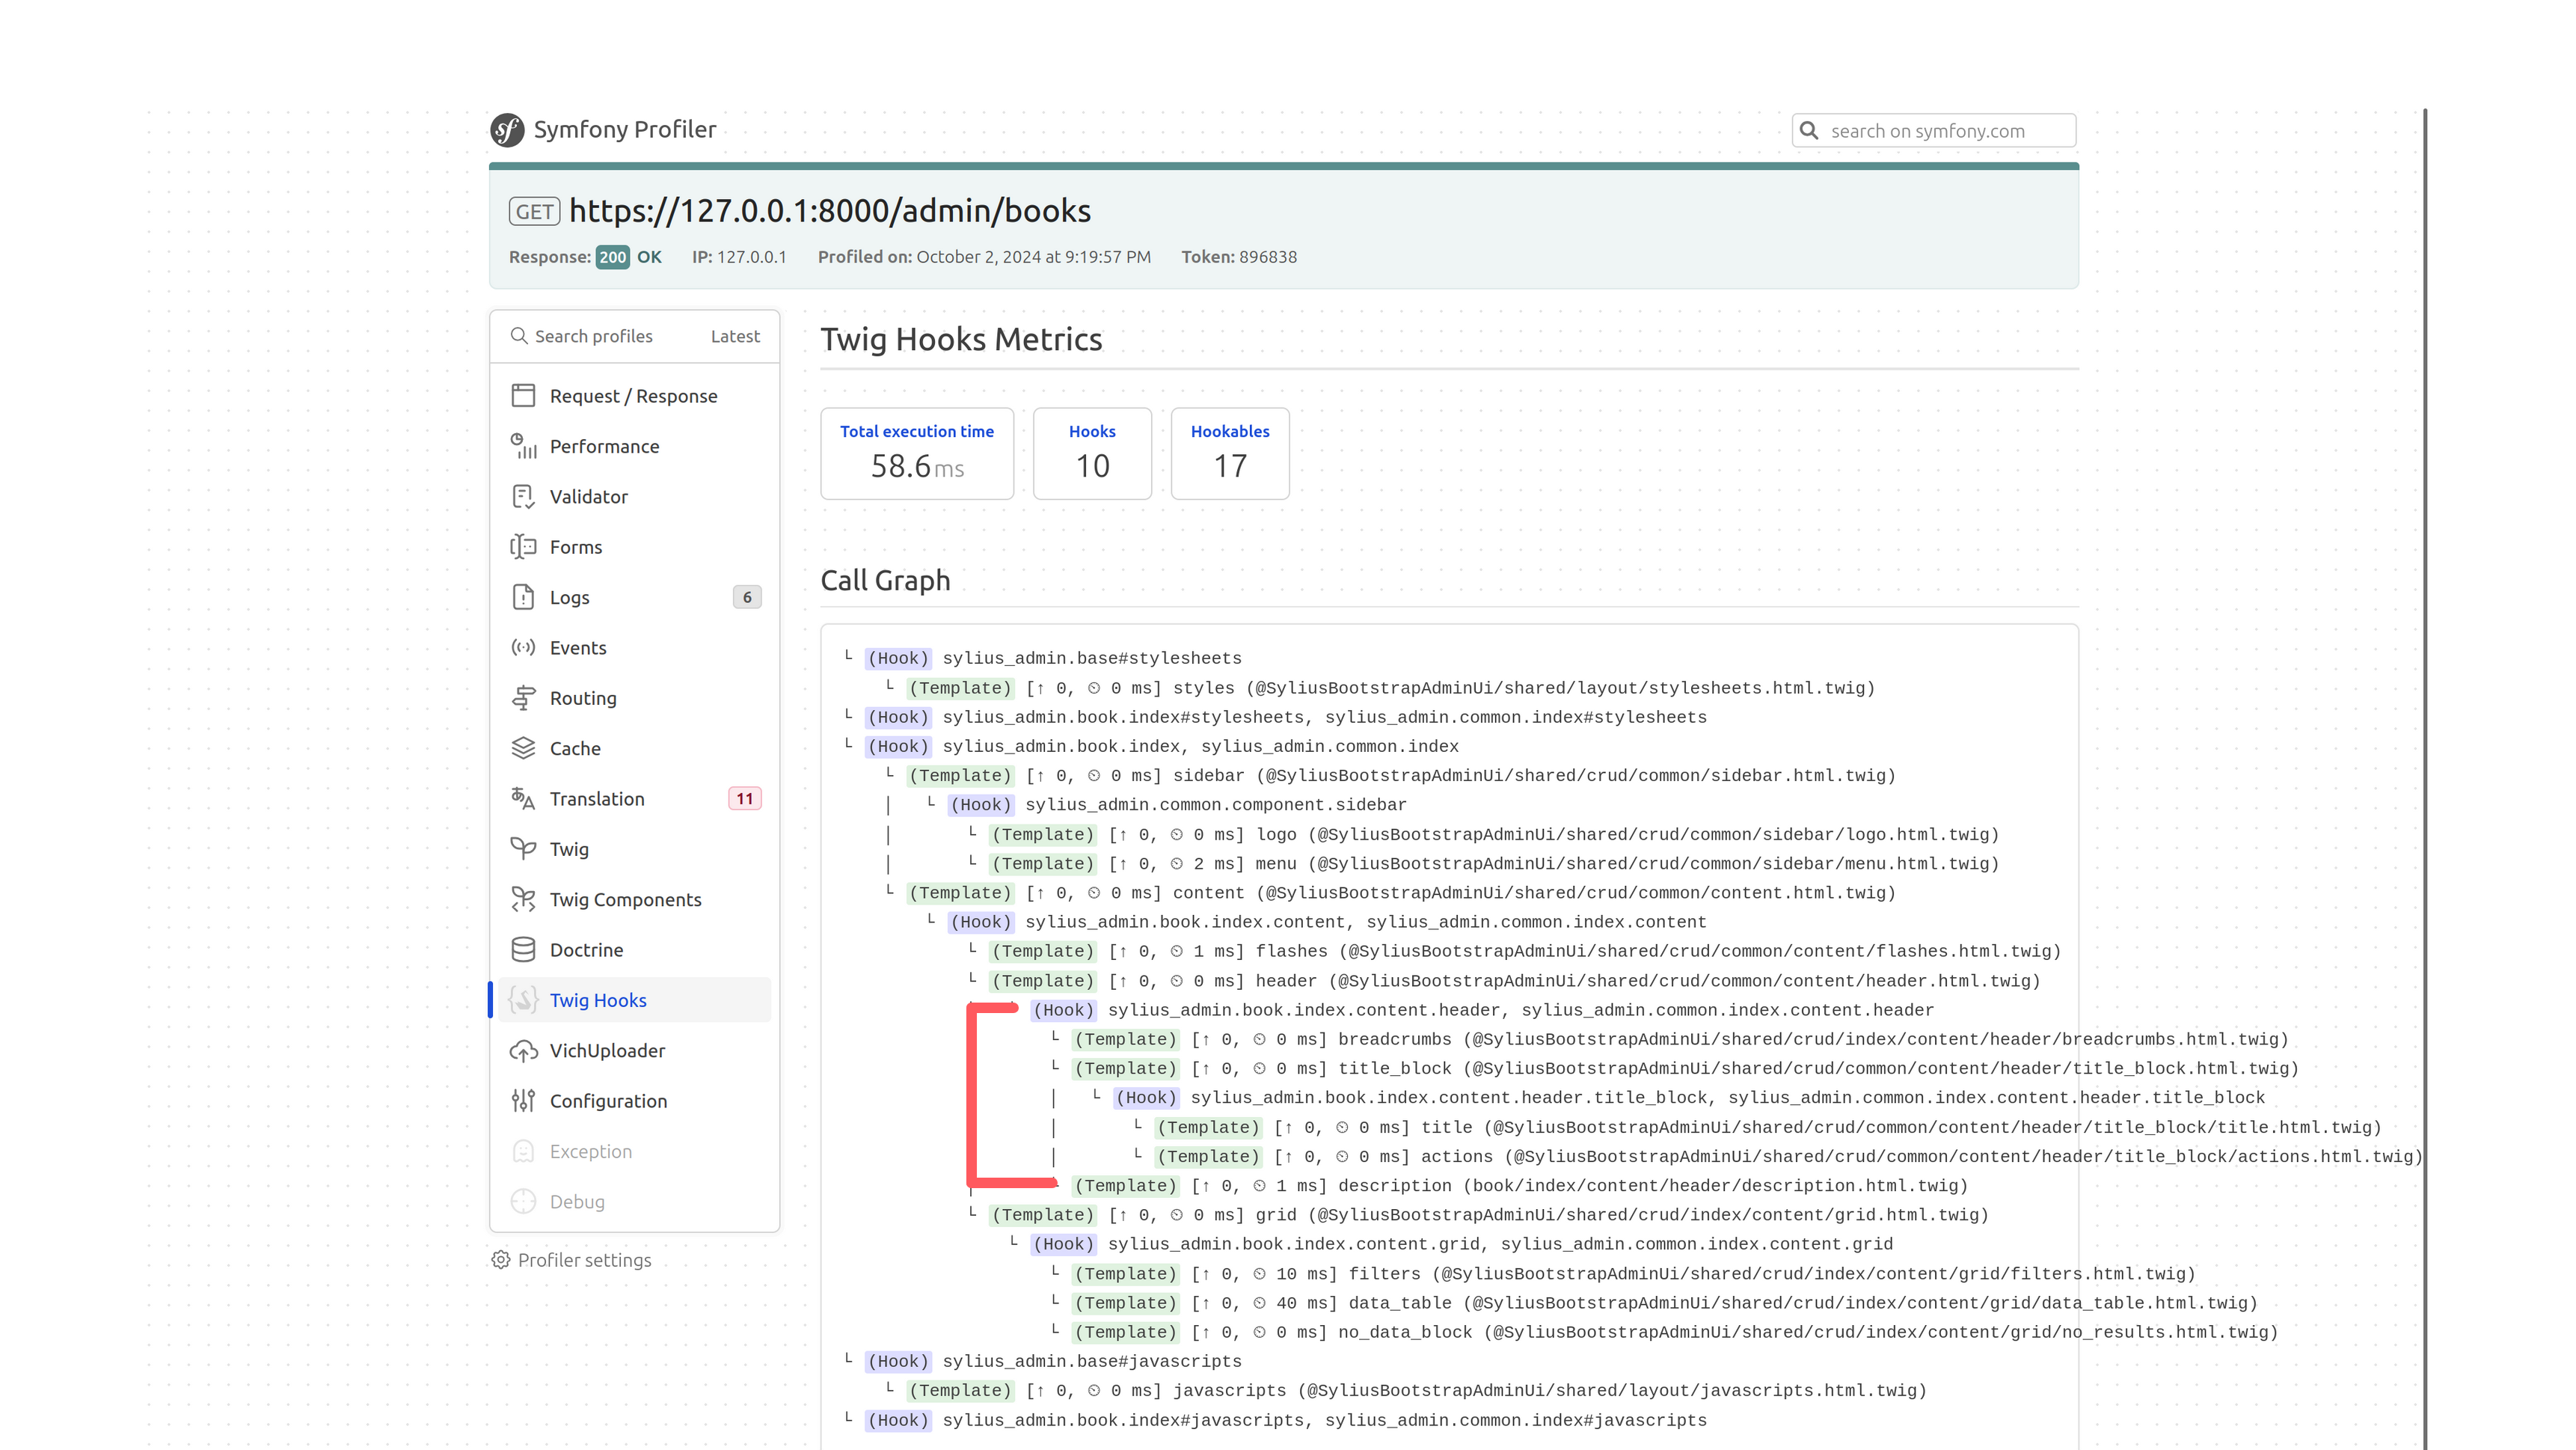 sf Symfony Profiler
search on symfony.com
GET https://127.0.0.1:8000/admin/books
Response: 200 OK IP: 127.0.0.1 Profiled on: October 2, 2024 at 9:19:57 PM Token: 896838
Search profiles Latest
Request / Response
Performance
Validator
Forms
Logs 6
Events
Routing
Cache
Translation 11
Twig
Twig Components
Doctrine
Twig Hooks
VichUploader
Configuration
Exception
Debug
Profiler settings
Twig Hooks Metrics
Total execution time
58.6 ms
Hooks
10
Hookables
17
Call Graph
└ (Hook) sylius_admin.base#stylesheets
└ (Template) [↑ 0, ⏲ 0 ms] styles (@SyliusBootstrapAdminUi/shared/layout/stylesheets.html.twig)
└ (Hook) sylius_admin.book.index#stylesheets, sylius_admin.common.index#stylesheets
└ (Hook) sylius_admin.book.index, sylius_admin.common.index
└ (Template) [↑ 0, ⏲ 0 ms] sidebar (@SyliusBootstrapAdminUi/shared/crud/common/sidebar.html.twig)
│ └ (Hook) sylius_admin.common.component.sidebar
│ └ (Template) [↑ 0, ⏲ 0 ms] logo (@SyliusBootstrapAdminUi/shared/crud/common/sidebar/logo.html.twig)
│ └ (Template) [↑ 0, ⏲ 2 ms] menu (@SyliusBootstrapAdminUi/shared/crud/common/sidebar/menu.html.twig)
└ (Template) [↑ 0, ⏲ 0 ms] content (@SyliusBootstrapAdminUi/shared/crud/common/content.html.twig)
└ (Hook) sylius_admin.book.index.content, sylius_admin.common.index.content
└ (Template) [↑ 0, ⏲ 1 ms] flashes (@SyliusBootstrapAdminUi/shared/crud/common/content/flashes.html.twig)
└ (Template) [↑ 0, ⏲ 0 ms] header (@SyliusBootstrapAdminUi/shared/crud/common/content/header.html.twig)
(Hook) sylius_admin.book.index.content.header, sylius_admin.common.index.content.header
└ (Template) [↑ 0, ⏲ 0 ms] breadcrumbs (@SyliusBootstrapAdminUi/shared/crud/index/content/header/breadcrumbs.html.twig)
└ (Template) [↑ 0, ⏲ 0 ms] title_block (@SyliusBootstrapAdminUi/shared/crud/common/content/header/title_block.html.twig)
│ └ (Hook) sylius_admin.book.index.content.header.title_block, sylius_admin.common.index.content.header.title_block
│ └ (Template) [↑ 0, ⏲ 0 ms] title (@SyliusBootstrapAdminUi/shared/crud/common/content/header/title_block/title.html.twig)
│ └ (Template) [↑ 0, ⏲ 0 ms] actions (@SyliusBootstrapAdminUi/shared/crud/common/content/header/title_block/actions.html.twig)
(Template) [↑ 0, ⏲ 1 ms] description (book/index/content/header/description.html.twig)
└ (Template) [↑ 0, ⏲ 0 ms] grid (@SyliusBootstrapAdminUi/shared/crud/index/content/grid.html.twig)
└ (Hook) sylius_admin.book.index.content.grid, sylius_admin.common.index.content.grid
└ (Template) [↑ 0, ⏲ 10 ms] filters (@SyliusBootstrapAdminUi/shared/crud/index/content/grid/filters.html.twig)
└ (Template) [↑ 0, ⏲ 40 ms] data_table (@SyliusBootstrapAdminUi/shared/crud/index/content/grid/data_table.html.twig)
└ (Template) [↑ 0, ⏲ 0 ms] no_data_block (@SyliusBootstrapAdminUi/shared/crud/index/content/grid/no_results.html.twig)
└ (Hook) sylius_admin.base#javascripts
└ (Template) [↑ 0, ⏲ 0 ms] javascripts (@SyliusBootstrapAdminUi/shared/layout/javascripts.html.twig)
└ (Hook) sylius_admin.book.index#javascripts, sylius_admin.common.index#javascripts